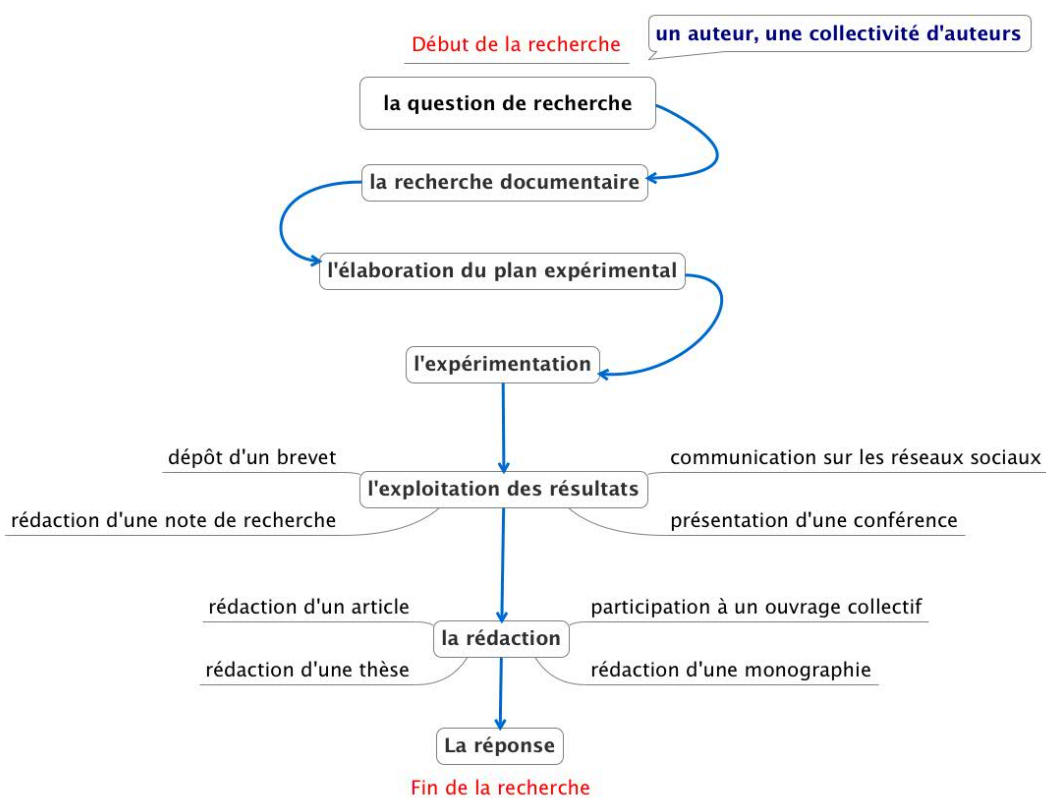 un auteur, une collectivité d'auteurs
Début de la recherche
la question de recherche
la recherche documentaire
l'élaboration du plan expérimental
l'expérimentation
dépôt d'un brevet
communication sur les réseaux sociaux
l'exploitation des résultats
rédaction d'une note de recherche
présentation d'une conférence
rédaction d'un article
participation à un ouvrage collectif
la rédaction
rédaction d'une thèse
rédaction d'une monographie
La réponse
Fin de la recherche